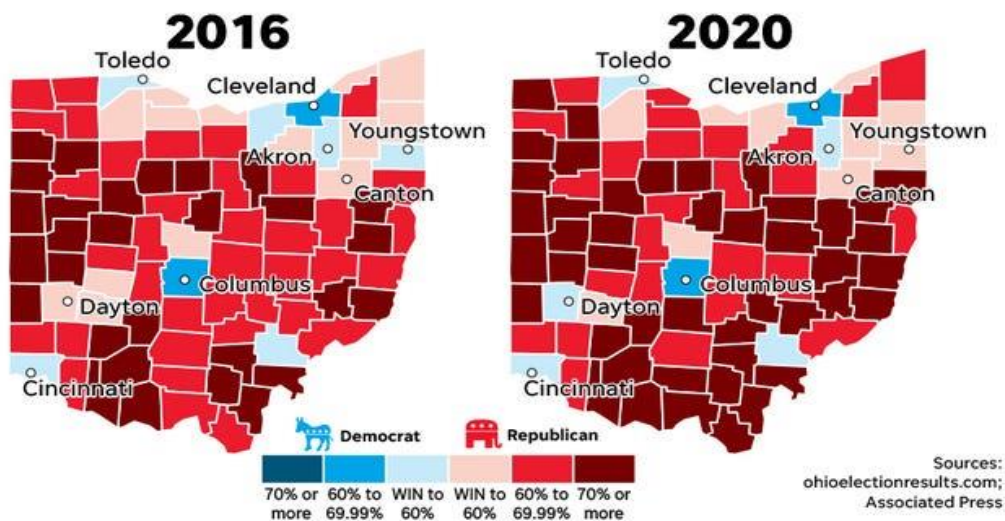 2016
Toledo
Cleveland
Youngstown
Akron
Canton
Columbus
Dayton
Cincinnati
2020
Toledo
Cleveland
Youngstown
Akron
Canton
Columbus
Dayton
Cincinnati
Democrat
Republican
70% or more
60% to 69.99%
WIN to 60%
WIN to 60%
60% to 69.99%
70% or more
Sources:
ohioelectionresults.com;
Associated Press